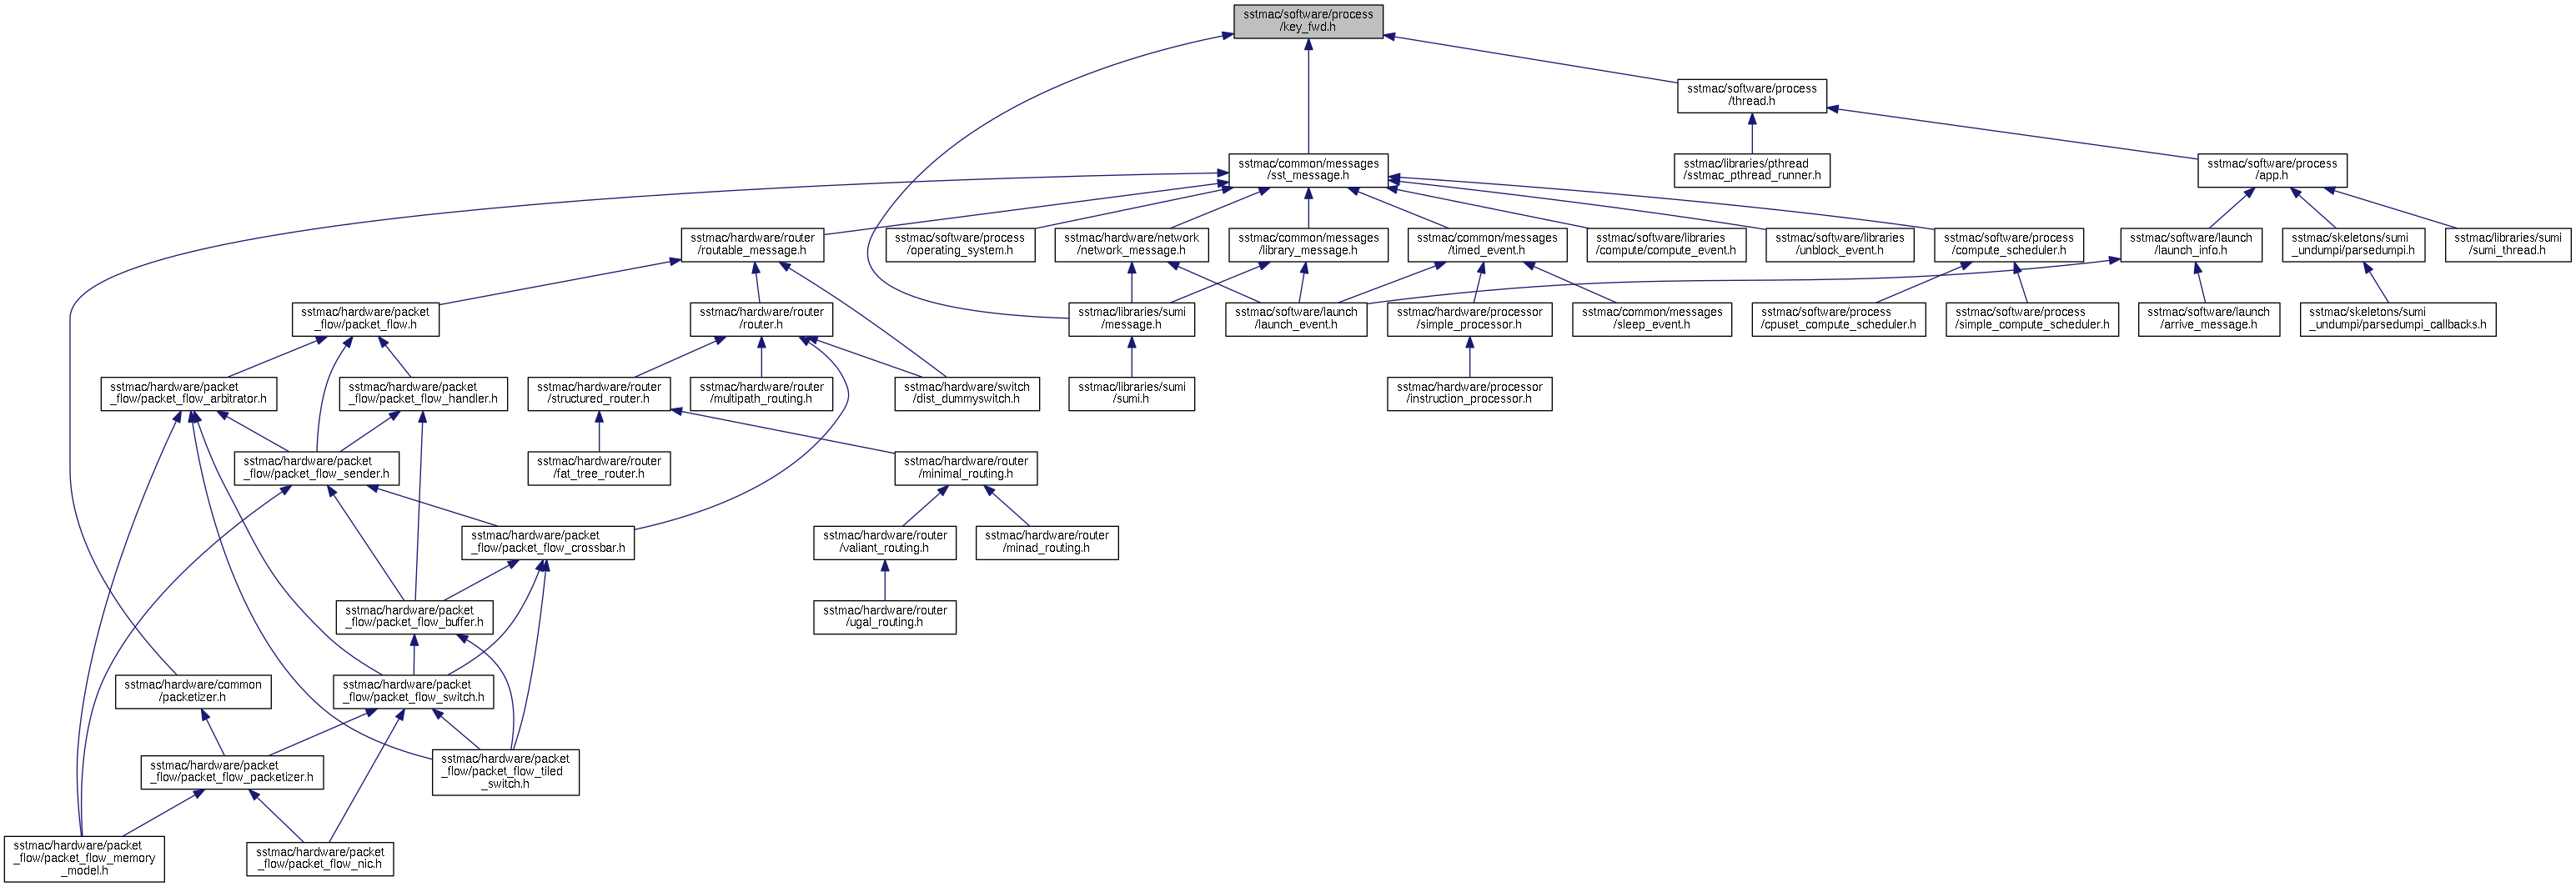 sstmac/software/process
/key_fwd.h
sstmac/software/process
/thread.h
sstmac/common/messages
/sst_message.h
sstmac/libraries/pthread
/sstmac_pthread_runner.h
sstmac/software/process
/app.h
sstmac/hardware/router
/routable_message.h
sstmac/software/process
/operating_system.h
sstmac/hardware/network
/network_message.h
sstmac/common/messages
/library_message.h
sstmac/common/messages
/timed_event.h
sstmac/software/libraries
/compute/compute_event.h
sstmac/software/libraries
/unblock_event.h
sstmac/software/process
/compute_scheduler.h
sstmac/software/launch
/launch_info.h
sstmac/skeletons/sumi
_undumpi/parsedumpi.h
sstmac/libraries/sumi
/sumi_thread.h
sstmac/hardware/packet
_flow/packet_flow.h
sstmac/hardware/router
/router.h
sstmac/libraries/sumi
/message.h
sstmac/software/launch
/launch_event.h
sstmac/hardware/processor
/simple_processor.h
sstmac/common/messages
/sleep_event.h
sstmac/software/process
/cpuset_compute_scheduler.h
sstmac/software/process
/simple_compute_scheduler.h
sstmac/software/launch
/arrive_message.h
sstmac/skeletons/sumi
_undumpi/parsedumpi_callbacks.h
sstmac/hardware/packet
_flow/packet_flow_arbitrator.h
sstmac/hardware/packet
_flow/packet_flow_handler.h
sstmac/hardware/router
/structured_router.h
sstmac/hardware/router
/multipath_routing.h
sstmac/hardware/switch
/dist_dummyswitch.h
sstmac/libraries/sumi
/sumi.h
sstmac/hardware/processor
/instruction_processor.h
sstmac/hardware/packet
_flow/packet_flow_sender.h
sstmac/hardware/router
/fat_tree_router.h
sstmac/hardware/router
/minimal_routing.h
sstmac/hardware/packet
_flow/packet_flow_crossbar.h
sstmac/hardware/router
/valiant_routing.h
sstmac/hardware/router
/minad_routing.h
sstmac/hardware/packet
_flow/packet_flow_buffer.h
sstmac/hardware/router
/ugal_routing.h
sstmac/hardware/common
/packetizer.h
sstmac/hardware/packet
_flow/packet_flow_switch.h
sstmac/hardware/packet
_flow/packet_flow_packetizer.h
sstmac/hardware/packet
_flow/packet_flow_tiled
_switch.h
sstmac/hardware/packet
_flow/packet_flow_memory
_model.h
sstmac/hardware/packet
_flow/packet_flow_nic.h